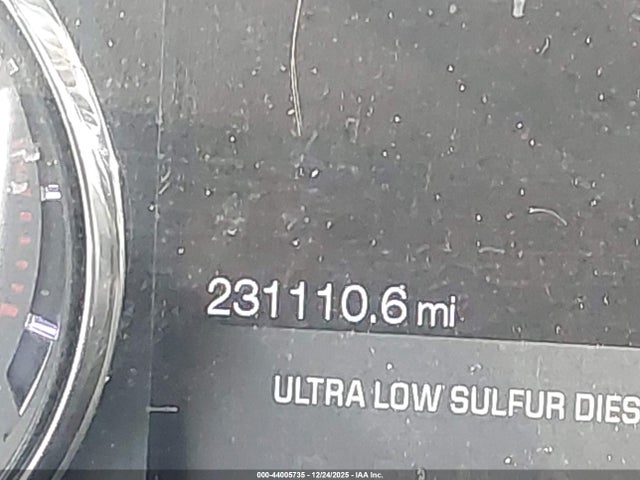 231110.6 mi
ULTRA LOW SULFUR DIES
000-44005735 - 12/24/2025 - IAA Inc.